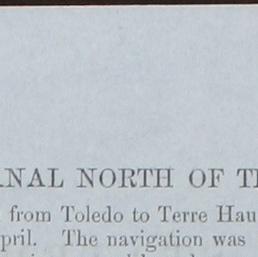 ANAL NORTH OF T
from Toledo to Terre Hau
pril. The navigation was